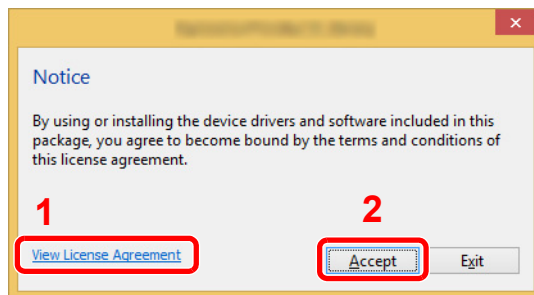 Notice
By using or installing the device drivers and software included in this
package, you agree to become bound by the terms and conditions of
this license agreement.
1
2
View License Agreement
Accept
Exit